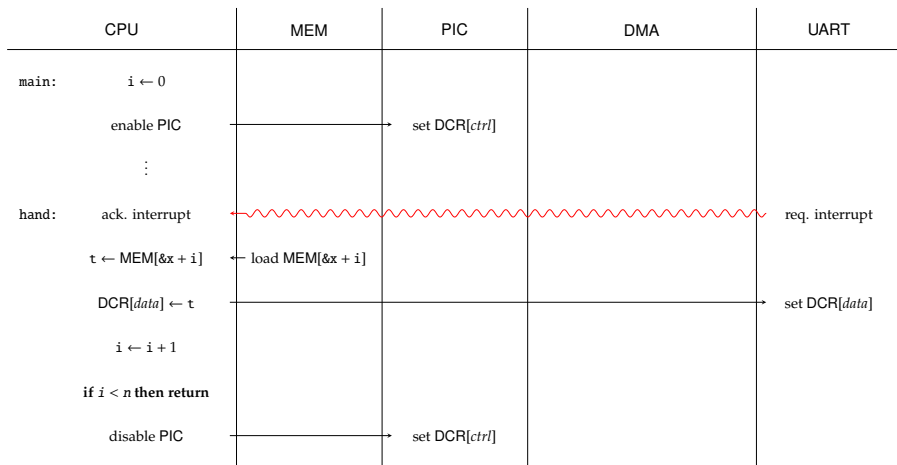 CPU MEM PIC DMA UART
main: i ← 0
enable PIC set DCR[ctrl]
⋮
hand: ack. interrupt req. interrupt
t ← MEM[&x + i] load MEM[&x + i]
DCR[data] ← t set DCR[data]
i ← i + 1
if i < n then return
disable PIC set DCR[ctrl]